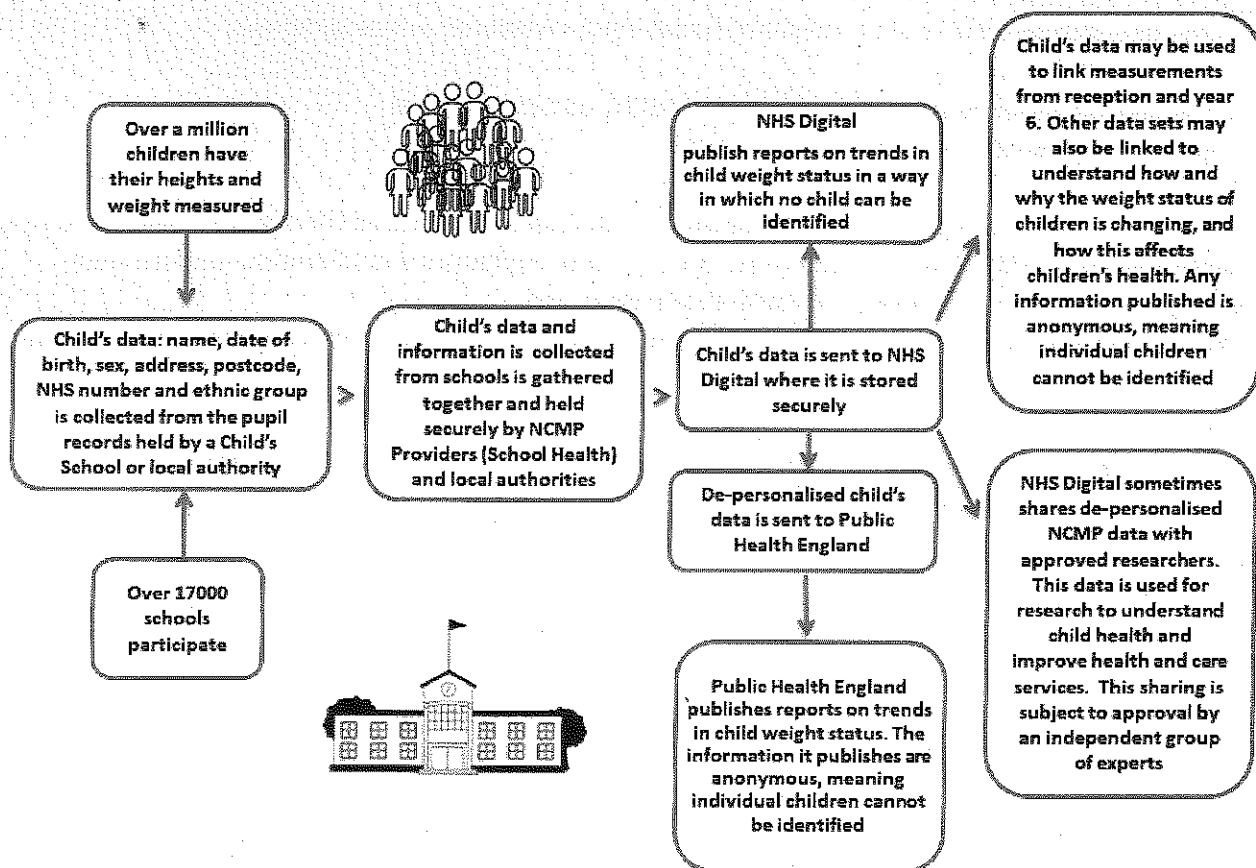 Over a million
children have
their heights and
weight measured
Child's data: name, date of
birth, sex, address, postcode,
NHS number and ethnic group
is collected from the pupil
records held by a Child's
School or local authority
Over 17000
schools
participate
Child's data and
information is collected
from schools is gathered
together and held
securely by NCMP
Providers (School Health)
and local authorities
NHS Digital
publish reports on trends in
child weight status in a way
in which no child can be
identified
Child's data is sent to NHS
Digital where it is stored
securely
De-personalised child's
data is sent to Public
Health England
Public Health England
publishes reports on trends
in child weight status. The
information it publishes are
anonymous, meaning
individual children cannot
be identified
Child's data may be used
to link measurements
from reception and year
6. Other data sets may
also be linked to
understand how and
why the weight status of
children is changing, and
how this affects
children's health. Any
information published is
anonymous, meaning
individual children
cannot be identified
NHS Digital sometimes
shares de-personalised
NCMP data with
approved researchers.
This data is used for
research to understand
child health and
improve health and care
services. This sharing is
subject to approval by
an independent group
of experts